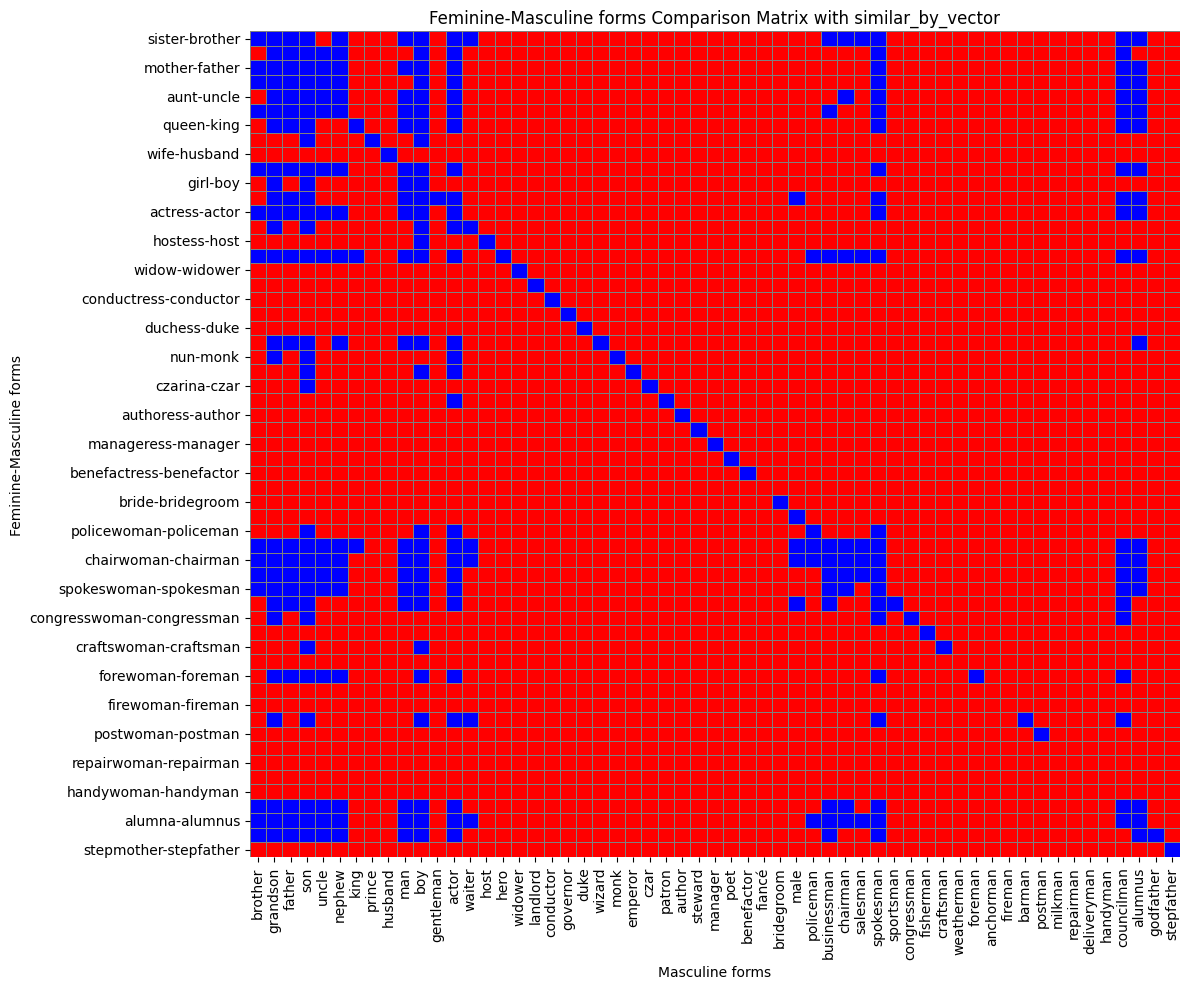 Feminine-Masculine forms Comparison Matrix with similar_by_vector
Feminine-Masculine forms
sister-brother
mother-father
aunt-uncle
queen-king
wife-husband
girl-boy
actress-actor
hostess-host
widow-widower
conductress-conductor
duchess-duke
nun-monk
czarina-czar
authoress-author
manageress-manager
benefactress-benefactor
bride-bridegroom
policewoman-policeman
chairwoman-chairman
spokeswoman-spokesman
congresswoman-congressman
craftswoman-craftsman
forewoman-foreman
firewoman-fireman
postwoman-postman
repairwoman-repairman
handywoman-handyman
alumna-alumnus
stepmother-stepfather
brother
grandson
father
son
uncle
nephew
king
prince
husband
man
boy
gentleman
actor
waiter
host
hero
widower
landlord
conductor
governor
duke
wizard
monk
emperor
czar
patron
author
steward
manager
poet
benefactor
fiancé
bridegroom
male
policeman
businessman
chairman
salesman
spokesman
sportsman
congressman
fisherman
craftsman
weatherman
foreman
anchorman
fireman
barman
postman
milkman
repairman
deliveryman
handyman
councilman
alumnus
godfather
stepfather
Masculine forms